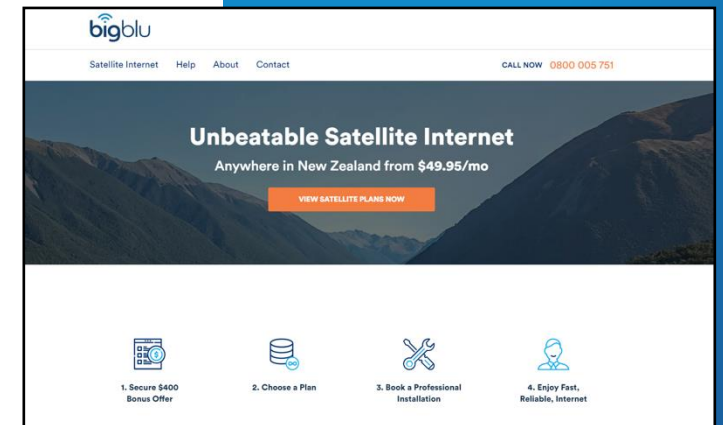 bigblu
Satellite Internet Help About Contact CALL NOW 0800 005 751
Unbeatable Satellite Internet
Anywhere in New Zealand from $49.95/mo
VIEW SATELLITE PLANS NOW
1. Secure $400
Bonus Offer
2. Choose a Plan
3. Book a Professional
Installation
4. Enjoy Fast,
Reliable, Internet